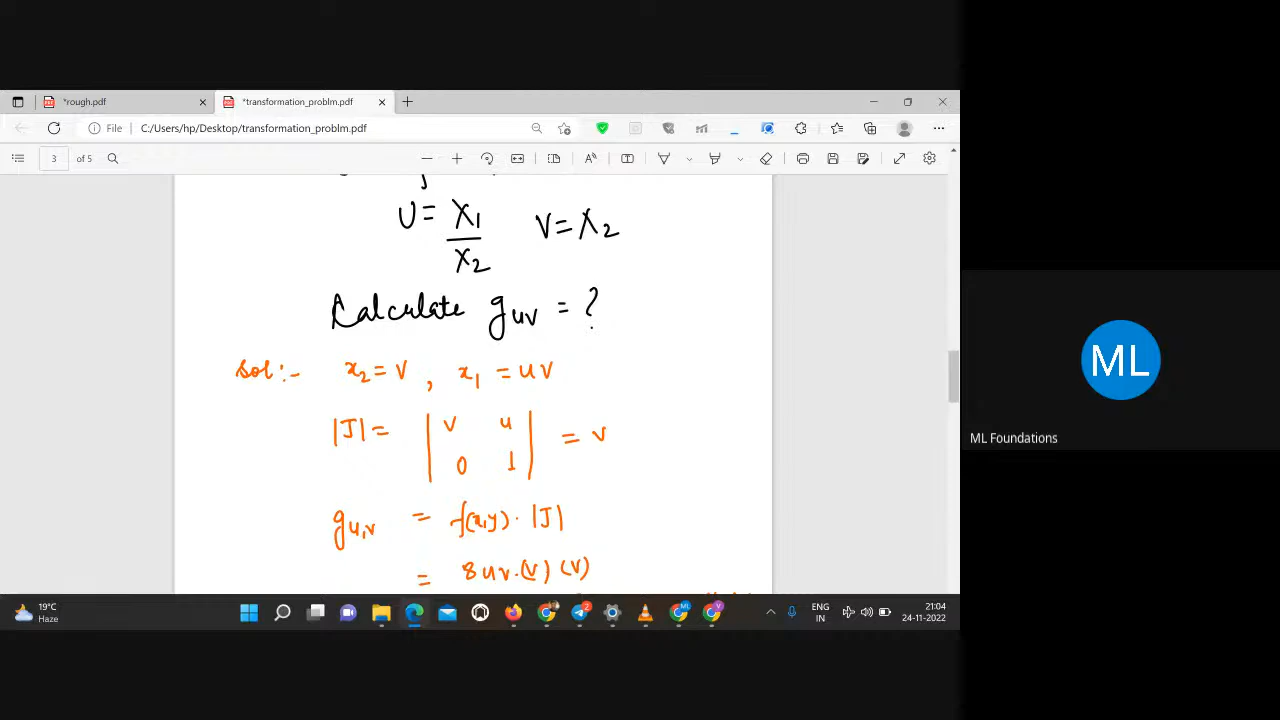 *rough.pdf
*transformation_problm.pdf
File C:/Users/hp/Desktop/transformation_problm.pdf
3 of 5
U = X1 / X2 V = X2
Calculate guv = ?
Sol:- x2 = v , x1 = uv
|J| = | v u | = v
| 0 1 |
gu,v = f(x,y) · |J|
= 8uv·(v) (v)
ML
ML Foundations
19°C
Haze
ENG
IN
21:04
24-11-2022